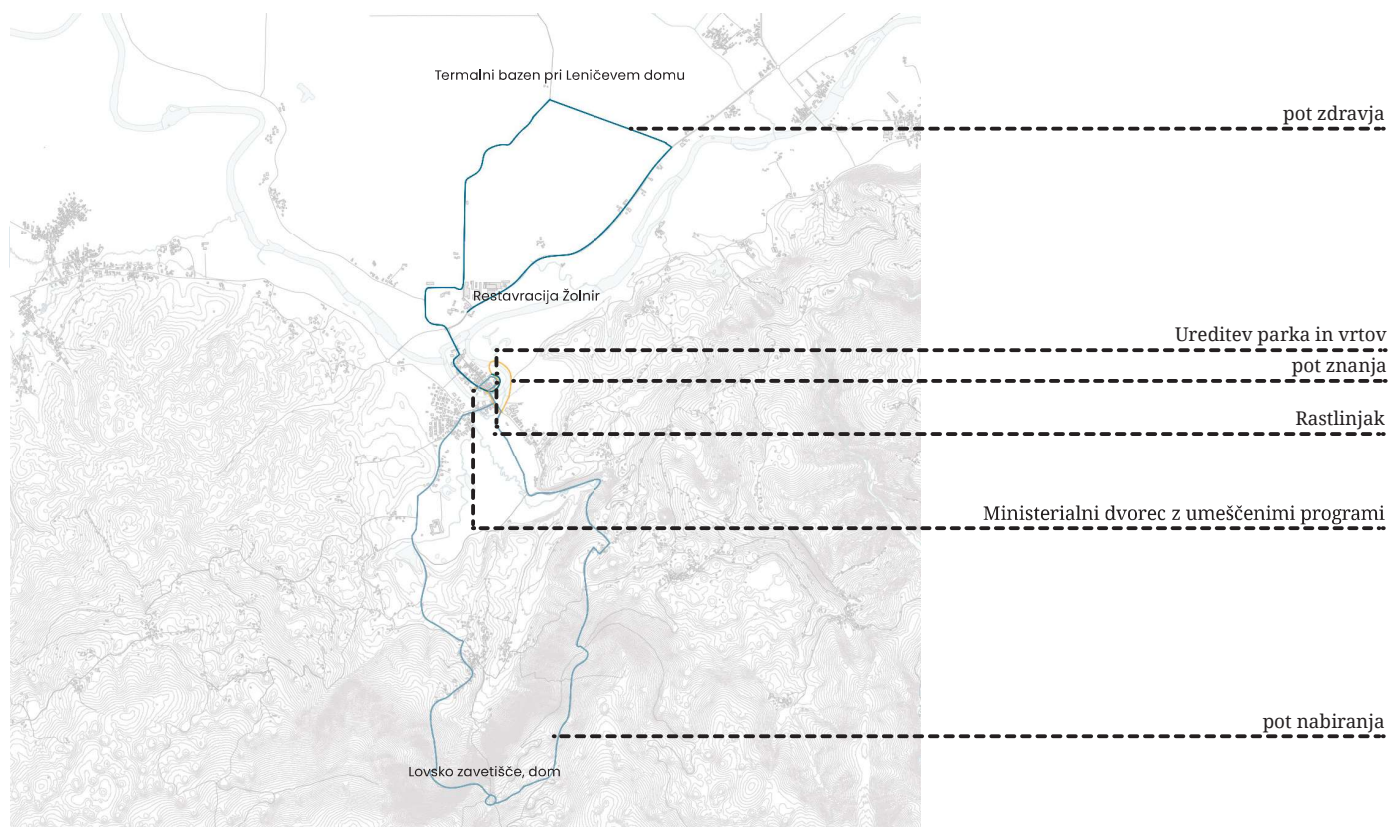 Termalni bazen pri Leničevem domu
pot zdravja
Restavracija Žolnir
Ureditev parka in vrtov
pot znanja
Rastlinjak
Ministerialni dvorec z umeščenimi programi
pot nabiranja
Lovsko zavetišče, dom